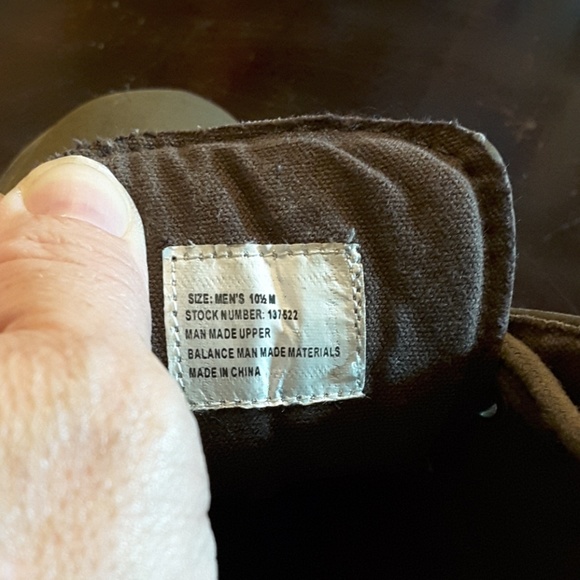 SIZE: MEN'S 10½ M
STOCK NUMBER: 137522
MAN MADE UPPER
BALANCE MAN MADE MATERIALS
MADE IN CHINA